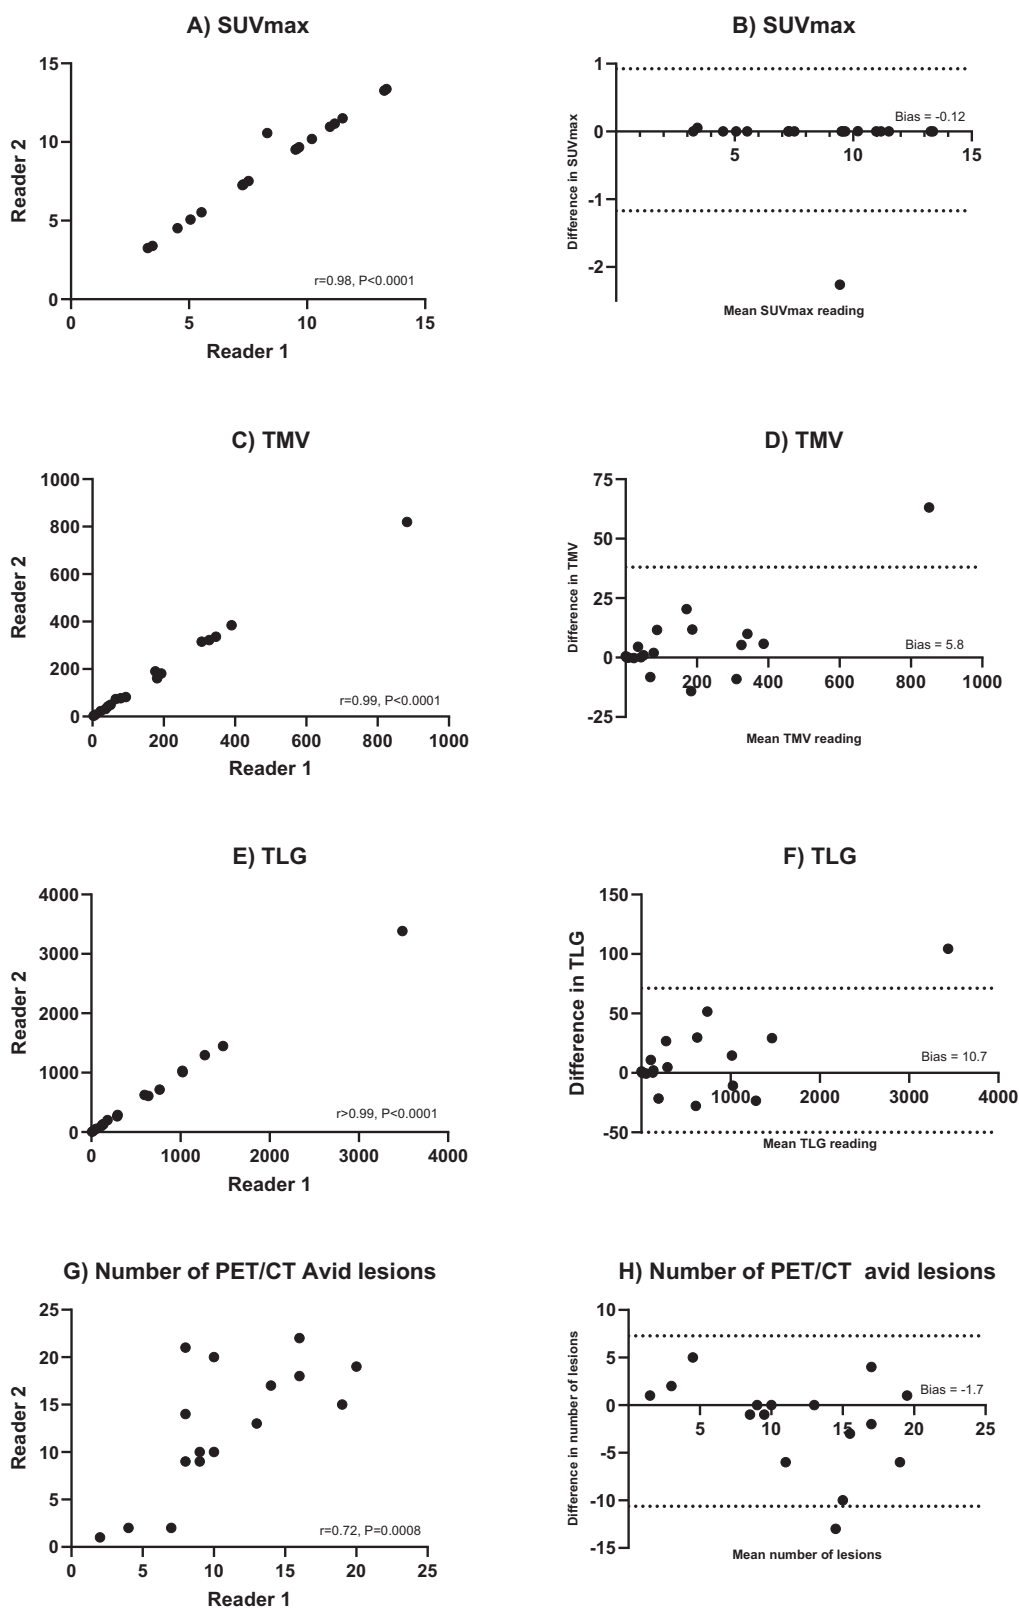 A) SUVmax
15
10
5
0
0
5
10
15
Reader 2
Reader 1
r=0.98, P<0.0001
B) SUVmax
1
0
-1
-2
5
10
15
Difference in SUVmax
Bias = -0.12
Mean SUVmax reading
C) TMV
1000
800
600
400
200
0
0
200
400
600
800
1000
Reader 2
Reader 1
r=0.99, P<0.0001
D) TMV
75
50
25
0
-25
200
400
600
800
1000
Difference in TMV
Bias = 5.8
Mean TMV reading
E) TLG
4000
3000
2000
1000
0
0
1000
2000
3000
4000
Reader 2
Reader 1
r>0.99, P<0.0001
F) TLG
150
100
50
0
-50
1000
2000
3000
4000
Difference in TLG
Bias = 10.7
Mean TLG reading
G) Number of PET/CT Avid lesions
25
20
15
10
5
0
0
5
10
15
20
25
Reader 2
Reader 1
r=0.72, P=0.0008
H) Number of PET/CT avid lesions
10
5
0
-5
-10
-15
5
10
15
20
25
Difference in number of lesions
Bias = -1.7
Mean number of lesions